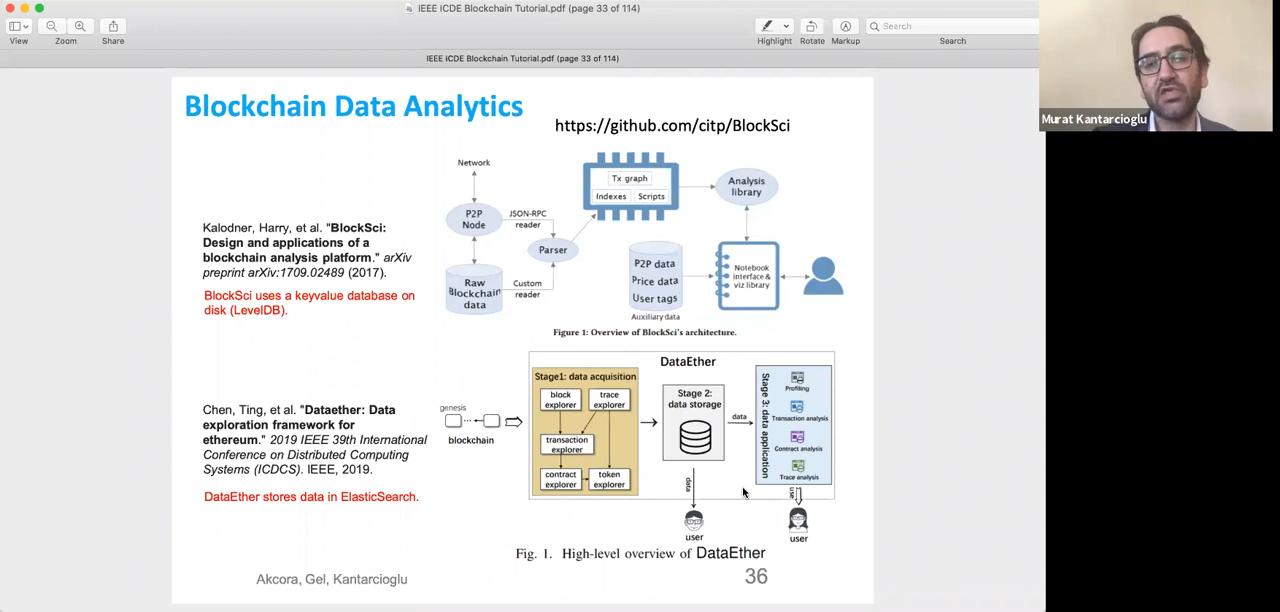 IEEE ICDE Blockchain Tutorial.pdf (page 33 of 114)
View
Zoom
Share
Highlight
Rotate
Markup
Search
Search
IEEE ICDE Blockchain Tutorial.pdf (page 33 of 114)
Murat Kantarcioglu
Blockchain Data Analytics
https://github.com/citp/BlockSci
Kalodner, Harry, et al. "BlockSci:
Design and applications of a
blockchain analysis platform." arXiv
preprint arXiv:1709.02489 (2017).
BlockSci uses a keyvalue database on
disk (LevelDB).
Network
P2P
Node
JSON-RPC
reader
Parser
Raw
Blockchain
data
Custom
reader
Tx graph
Indexes
Scripts
Analysis
library
P2P data
Price data
User tags
Auxiliary data
Notebook
interface &
viz library
Figure 1: Overview of BlockSci's architecture.
Chen, Ting, et al. "Dataether: Data
exploration framework for
ethereum." 2019 IEEE 39th International
Conference on Distributed Computing
Systems (ICDCS). IEEE, 2019.
DataEther stores data in ElasticSearch.
DataEther
genesis
blockchain
Stage1: data acquisition
block
explorer
trace
explorer
transaction
explorer
contract
explorer
token
explorer
Stage 2:
data storage
data
data
Stage 3: data application
Profiling
Transaction analysis
Contract analysis
Trace analysis
use
user
user
Fig. 1. High-level overview of DataEther
Akcora, Gel, Kantarcioglu
36